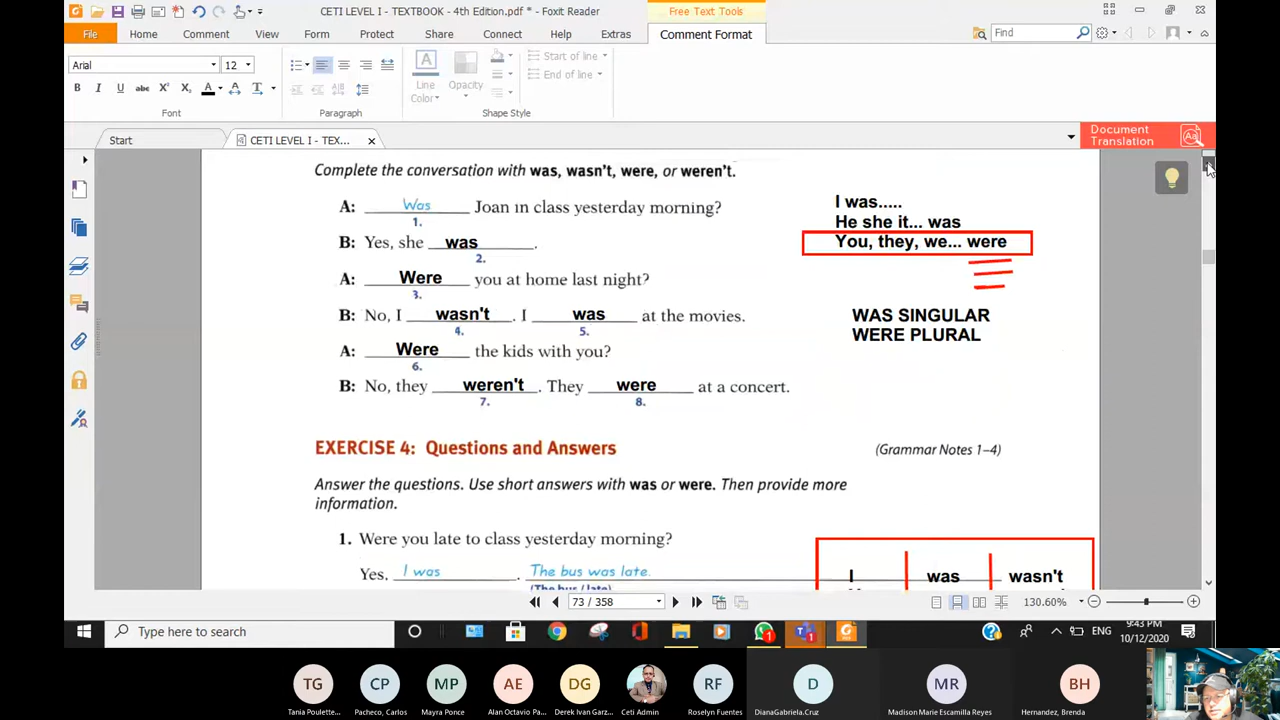 CETI LEVEL I - TEXTBOOK - 4th Edition.pdf * - Foxit Reader
Free Text Tools
File Home Comment View Form Protect Share Connect Help Extras Comment Format
Find
Arial 12
Start of line
End of line
Line Color
Opacity
Font Paragraph Shape Style
Start
CETI LEVEL I - TEX...
Document Translation
Complete the conversation with was, wasn't, were, or weren't.
A: Was Joan in class yesterday morning?
1.
B: Yes, she was.
2.
A: Were you at home last night?
3.
B: No, I wasn't. I was at the movies.
4. 5.
A: Were the kids with you?
6.
B: No, they weren't. They were at a concert.
7. 8.
I was.....
He she it... was
You, they, we... were
WAS SINGULAR
WERE PLURAL
EXERCISE 4: Questions and Answers (Grammar Notes 1–4)
Answer the questions. Use short answers with was or were. Then provide more
information.
1. Were you late to class yesterday morning?
Yes. I was. The bus was late.
(The bus / late)
I was wasn't
73 / 358
130.60%
Type here to search
ENG
9:43 PM
10/12/2020
TG CP MP AE DG RF D MR BH
Tania Poulette... Pacheco, Carlos Mayra Ponce Alan Octavio Pa... Derek Ivan Garz... Ceti Admin Roselyn Fuentes DianaGabriela.Cruz Madison Marie Escamilla Reyes Hernandez, Brenda